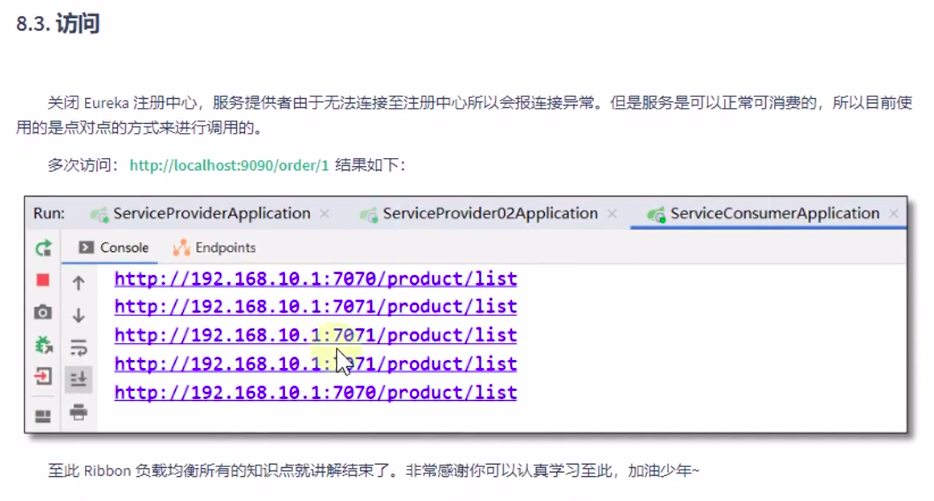 8.3. 访问
关闭 Eureka 注册中心，服务提供者由于无法连接至注册中心所以会报连接异常。但是服务是可以正常可消费的，所以目前使
用的是点对点的方式来进行调用的。
多次访问： http://localhost:9090/order/1 结果如下：
Run: ServiceProviderApplication × ServiceProvider02Application × ServiceConsumerApplication ×
Console Endpoints
http://192.168.10.1:7070/product/list
http://192.168.10.1:7071/product/list
http://192.168.10.1:7071/product/list
http://192.168.10.1:7071/product/list
http://192.168.10.1:7070/product/list
至此 Ribbon 负载均衡所有的知识点就讲解结束了。非常感谢你可以认真学习至此，加油少年~